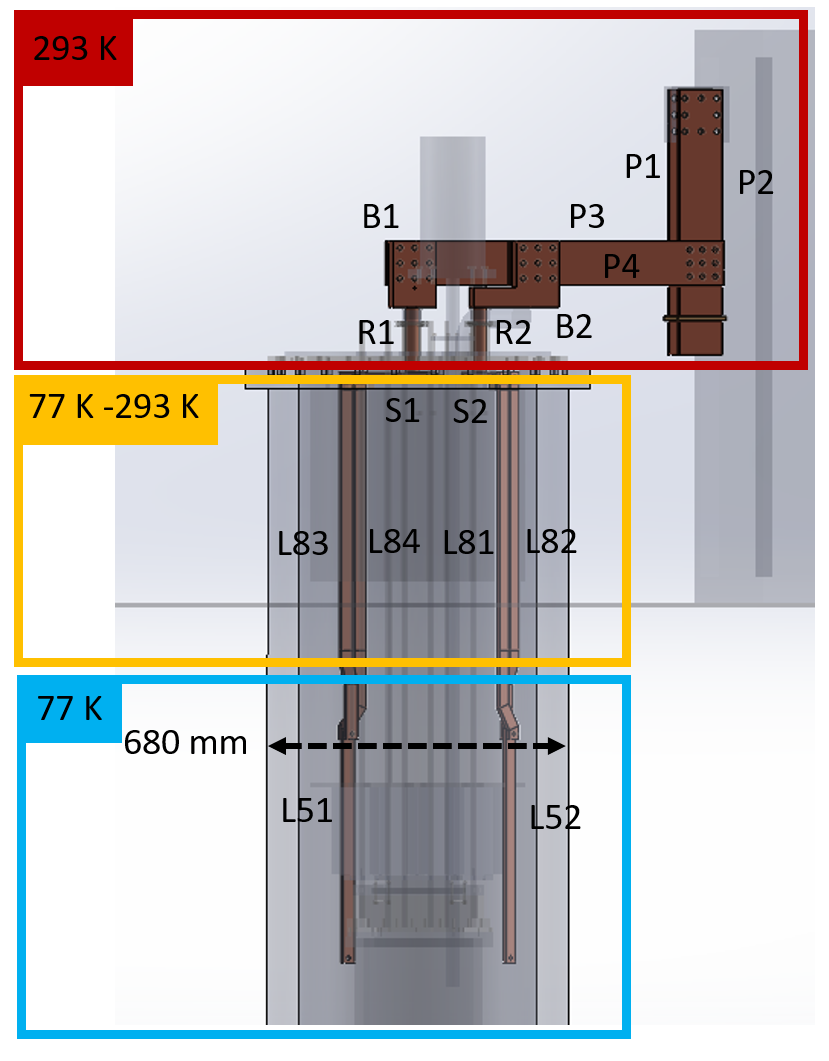 293 K
P1
P2
B1
P3
P4
R1
R2
B2
77 K -293 K
S1
S2
L83
L84
L81
L82
77 K
680 mm
L51
L52